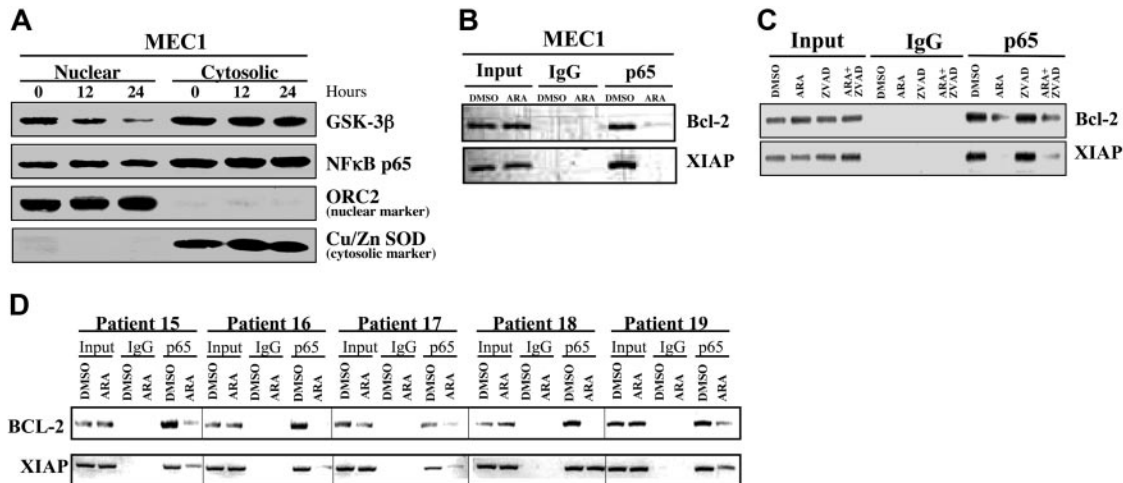 A
MEC1
Nuclear Cytosolic
0 12 24 0 12 24 Hours
GSK-3β
NFκB p65
ORC2
(nuclear marker)
Cu/Zn SOD
(cytosolic marker)
B
MEC1
Input IgG p65
DMSO ARA DMSO ARA DMSO ARA
Bcl-2
XIAP
C
Input IgG p65
DMSO ARA ZVAD ARA+ ZVAD DMSO ARA ZVAD ARA+ ZVAD DMSO ARA ZVAD ARA+ ZVAD
Bcl-2
XIAP
D
Patient 15 Patient 16 Patient 17 Patient 18 Patient 19
Input IgG p65 Input IgG p65 Input IgG p65 Input IgG p65 Input IgG p65
DMSO ARA DMSO ARA DMSO ARA DMSO ARA DMSO ARA DMSO ARA DMSO ARA DMSO ARA DMSO ARA DMSO ARA DMSO ARA DMSO ARA DMSO ARA DMSO ARA DMSO ARA
BCL-2
XIAP